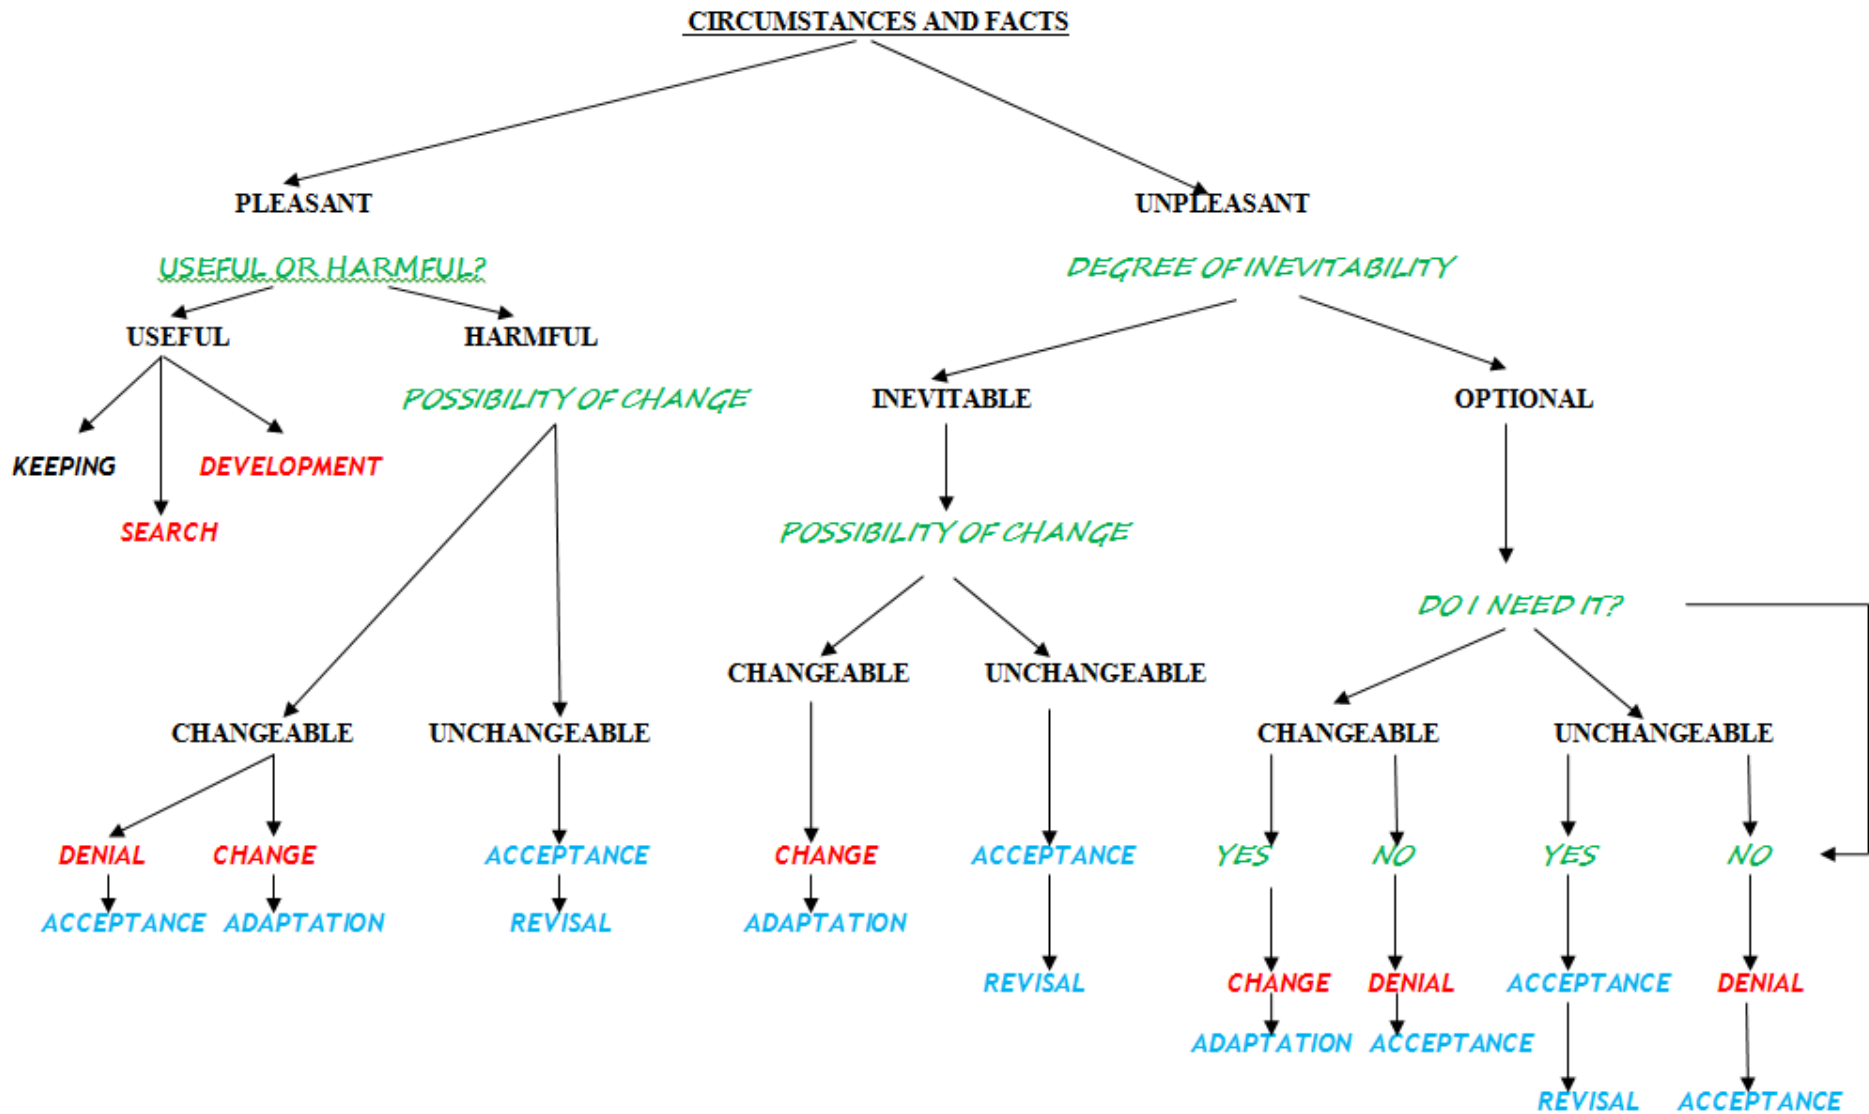 CIRCUMSTANCES AND FACTS
PLEASANT
UNPLEASANT
USEFUL OR HARMFUL?
DEGREE OF INEVITABILITY
USEFUL
HARMFUL
POSSIBILITY OF CHANGE
INEVITABLE
OPTIONAL
KEEPING
DEVELOPMENT
SEARCH
POSSIBILITY OF CHANGE
DO I NEED IT?
CHANGEABLE
UNCHANGEABLE
CHANGEABLE
UNCHANGEABLE
CHANGEABLE
UNCHANGEABLE
DENIAL
CHANGE
ACCEPTANCE
CHANGE
ACCEPTANCE
YES
NO
YES
NO
ACCEPTANCE
ADAPTATION
REVISAL
ADAPTATION
REVISAL
CHANGE
DENIAL
ACCEPTANCE
DENIAL
ADAPTATION
ACCEPTANCE
REVISAL
ACCEPTANCE